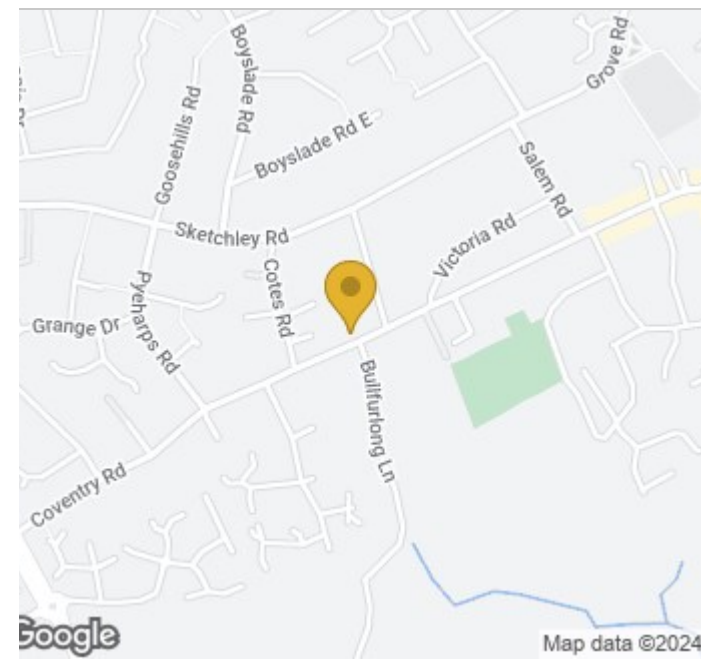 Boyslade Rd
Goosehills Rd
Grove Rd
Boyslade Rd E
Salem Rd
Sketchley Rd
Victoria Rd
Cotes Rd
Pyeharps Rd
Grange Dr
Bullfurlong Ln
Coventry Rd
Google
Map data ©2024